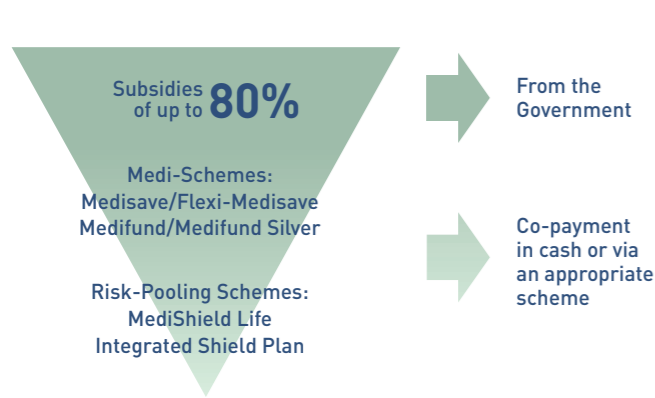 Subsidies
of up to 80%
From the
Government
Medi-Schemes:
Medisave/Flexi-Medisave
Medifund/Medifund Silver
Co-payment
in cash or via
an appropriate
scheme
Risk-Pooling Schemes:
MediShield Life
Integrated Shield Plan